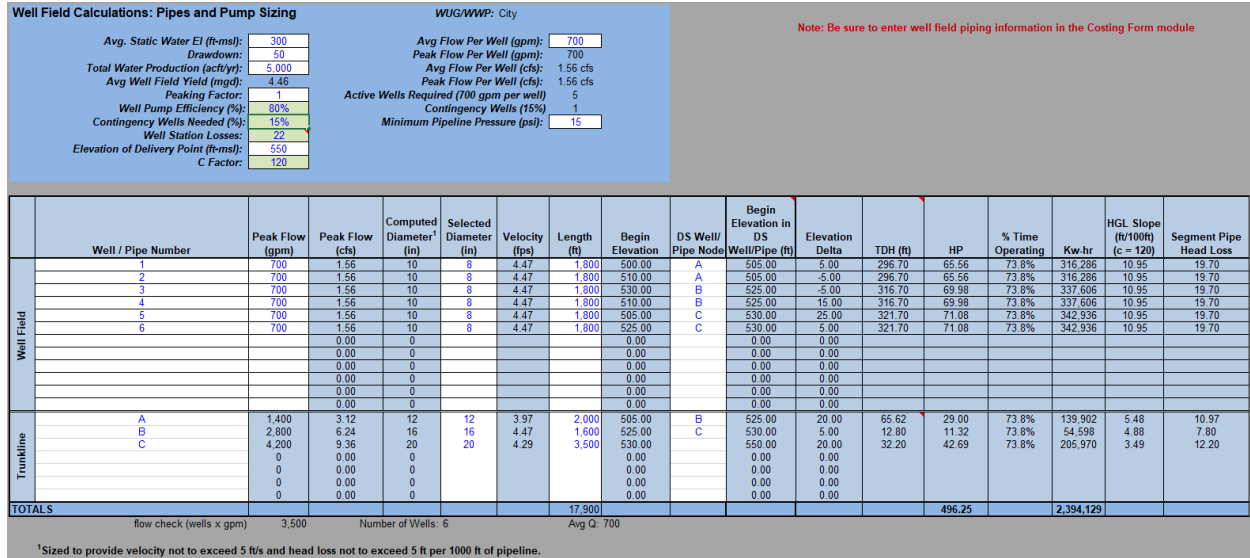 Well Field Calculations: Pipes and Pump Sizing WUG/WWP: City
Note: Be sure to enter well field piping information in the Costing Form module
Avg. Static Water El (ft-msl): 300 Avg Flow Per Well (gpm): 700
Drawdown: 50 Peak Flow Per Well (gpm): 700
Total Water Production (acft/yr): 5,000 Avg Flow Per Well (cfs): 1.56 cfs
Avg Well Field Yield (mgd): 4.46 Peak Flow Per Well (cfs): 1.56 cfs
Peaking Factor: 1 Active Wells Required (700 gpm per well) 5
Well Pump Efficiency (%): 80% Contingency Wells (15%) 1
Contingency Wells Needed (%): 15% Minimum Pipeline Pressure (psi): 15
Well Station Losses: 22
Elevation of Delivery Point (ft-msl): 550
C Factor: 120
Well / Pipe Number Peak Flow (gpm) Peak Flow (cfs) Computed Diameter¹ (in) Selected Diameter (in) Velocity (fps) Length (ft) Begin Elevation DS Well/ Pipe Node Begin Elevation in DS Well/Pipe (ft) Elevation Delta TDH (ft) HP % Time Operating Kw-hr HGL Slope (ft/100ft) (c = 120) Segment Pipe Head Loss
Well Field
1 700 1.56 10 8 4.47 1,800 500.00 A 505.00 5.00 296.70 65.56 73.8% 316,286 10.95 19.70
2 700 1.56 10 8 4.47 1,800 510.00 A 505.00 -5.00 296.70 65.56 73.8% 316,286 10.95 19.70
3 700 1.56 10 8 4.47 1,800 530.00 B 525.00 -5.00 316.70 69.98 73.8% 337,606 10.95 19.70
4 700 1.56 10 8 4.47 1,800 510.00 B 525.00 15.00 316.70 69.98 73.8% 337,606 10.95 19.70
5 700 1.56 10 8 4.47 1,800 505.00 C 530.00 25.00 321.70 71.08 73.8% 342,936 10.95 19.70
6 700 1.56 10 8 4.47 1,800 525.00 C 530.00 5.00 321.70 71.08 73.8% 342,936 10.95 19.70
0.00 0 0.00 0.00 0.00
0.00 0 0.00 0.00 0.00
0.00 0 0.00 0.00 0.00
0.00 0 0.00 0.00 0.00
0.00 0 0.00 0.00 0.00
0.00 0 0.00 0.00 0.00
Trunkline
A 1,400 3.12 12 12 3.97 2,000 505.00 B 525.00 20.00 65.62 29.00 73.8% 139,902 5.48 10.97
B 2,800 6.24 16 16 4.47 1,600 525.00 C 530.00 5.00 12.80 11.32 73.8% 54,598 4.88 7.80
C 4,200 9.36 20 20 4.29 3,500 530.00 550.00 20.00 32.20 42.69 73.8% 205,970 3.49 12.20
0 0.00 0 0.00 0.00 0.00
0 0.00 0 0.00 0.00 0.00
0 0.00 0 0.00 0.00 0.00
0 0.00 0 0.00 0.00 0.00
TOTALS 17,900 496.25 2,394,129
flow check (wells x gpm) 3,500 Number of Wells: 6 Avg Q: 700
¹Sized to provide velocity not to exceed 5 ft/s and head loss not to exceed 5 ft per 1000 ft of pipeline.